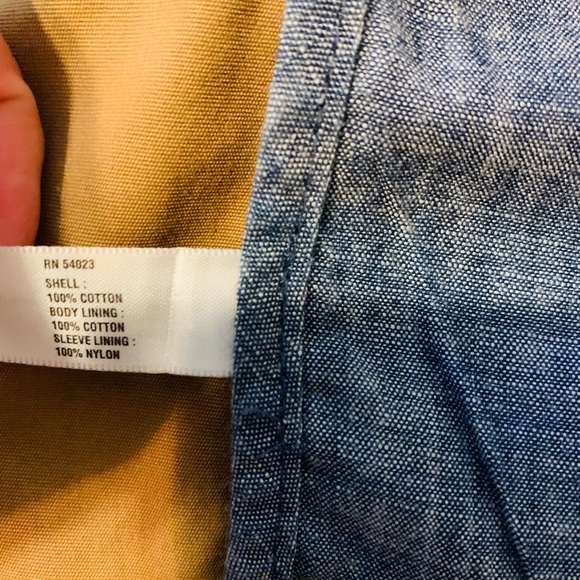 RN 54023
SHELL :
100% COTTON
BODY LINING :
100% COTTON
SLEEVE LINING :
100% NYLON